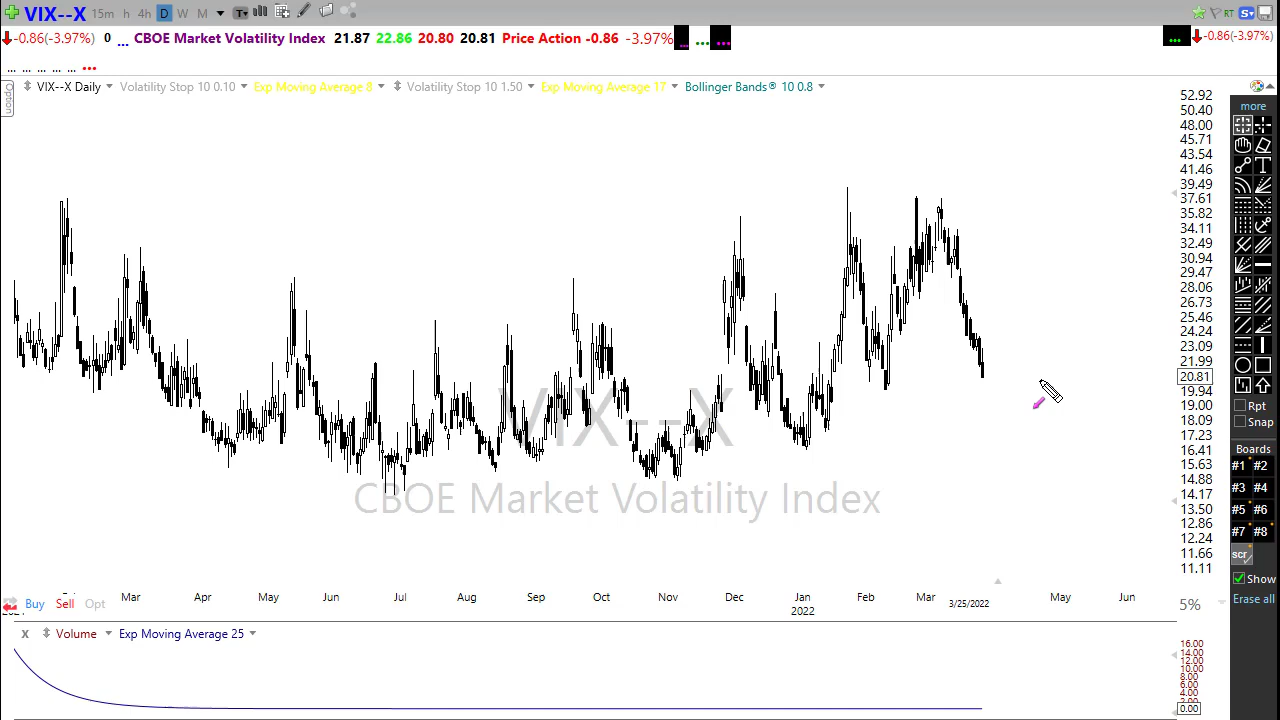 VIX--X 15m h 4h D W M T RT S
-0.86(-3.97%) 0 ... CBOE Market Volatility Index 21.87 22.86 20.80 20.81 Price Action -0.86 -3.97% ... ... ... ... -0.86(-3.97%)
... ... ... ... ... ...
Option
VIX--X Daily Volatility Stop 10 0.10 Exp Moving Average 8 Volatility Stop 10 1.50 Exp Moving Average 17 Bollinger Bands® 10 0.8
52.92
50.40
48.00
45.71
43.54
41.46
39.49
37.61
35.82
34.11
32.49
30.94
29.47
28.06
26.73
25.46
24.24
23.09
21.99
20.81
19.94
19.00
18.09
17.23
16.41
15.63
14.88
14.17
13.50
12.86
12.24
11.66
11.11
VIX--X
CBOE Market Volatility Index
more
T
Rpt
Snap
Boards
#1 #2
#3 #4
#5 #6
#7 #8
scr
Show
Erase all
Mar Apr May Jun Jul Aug Sep Oct Nov Dec Jan Feb Mar 3/25/2022 May Jun
2022
Buy Sell Opt
5%
X Volume Exp Moving Average 25
16.00
14.00
12.00
10.00
8.00
6.00
4.00
0.00